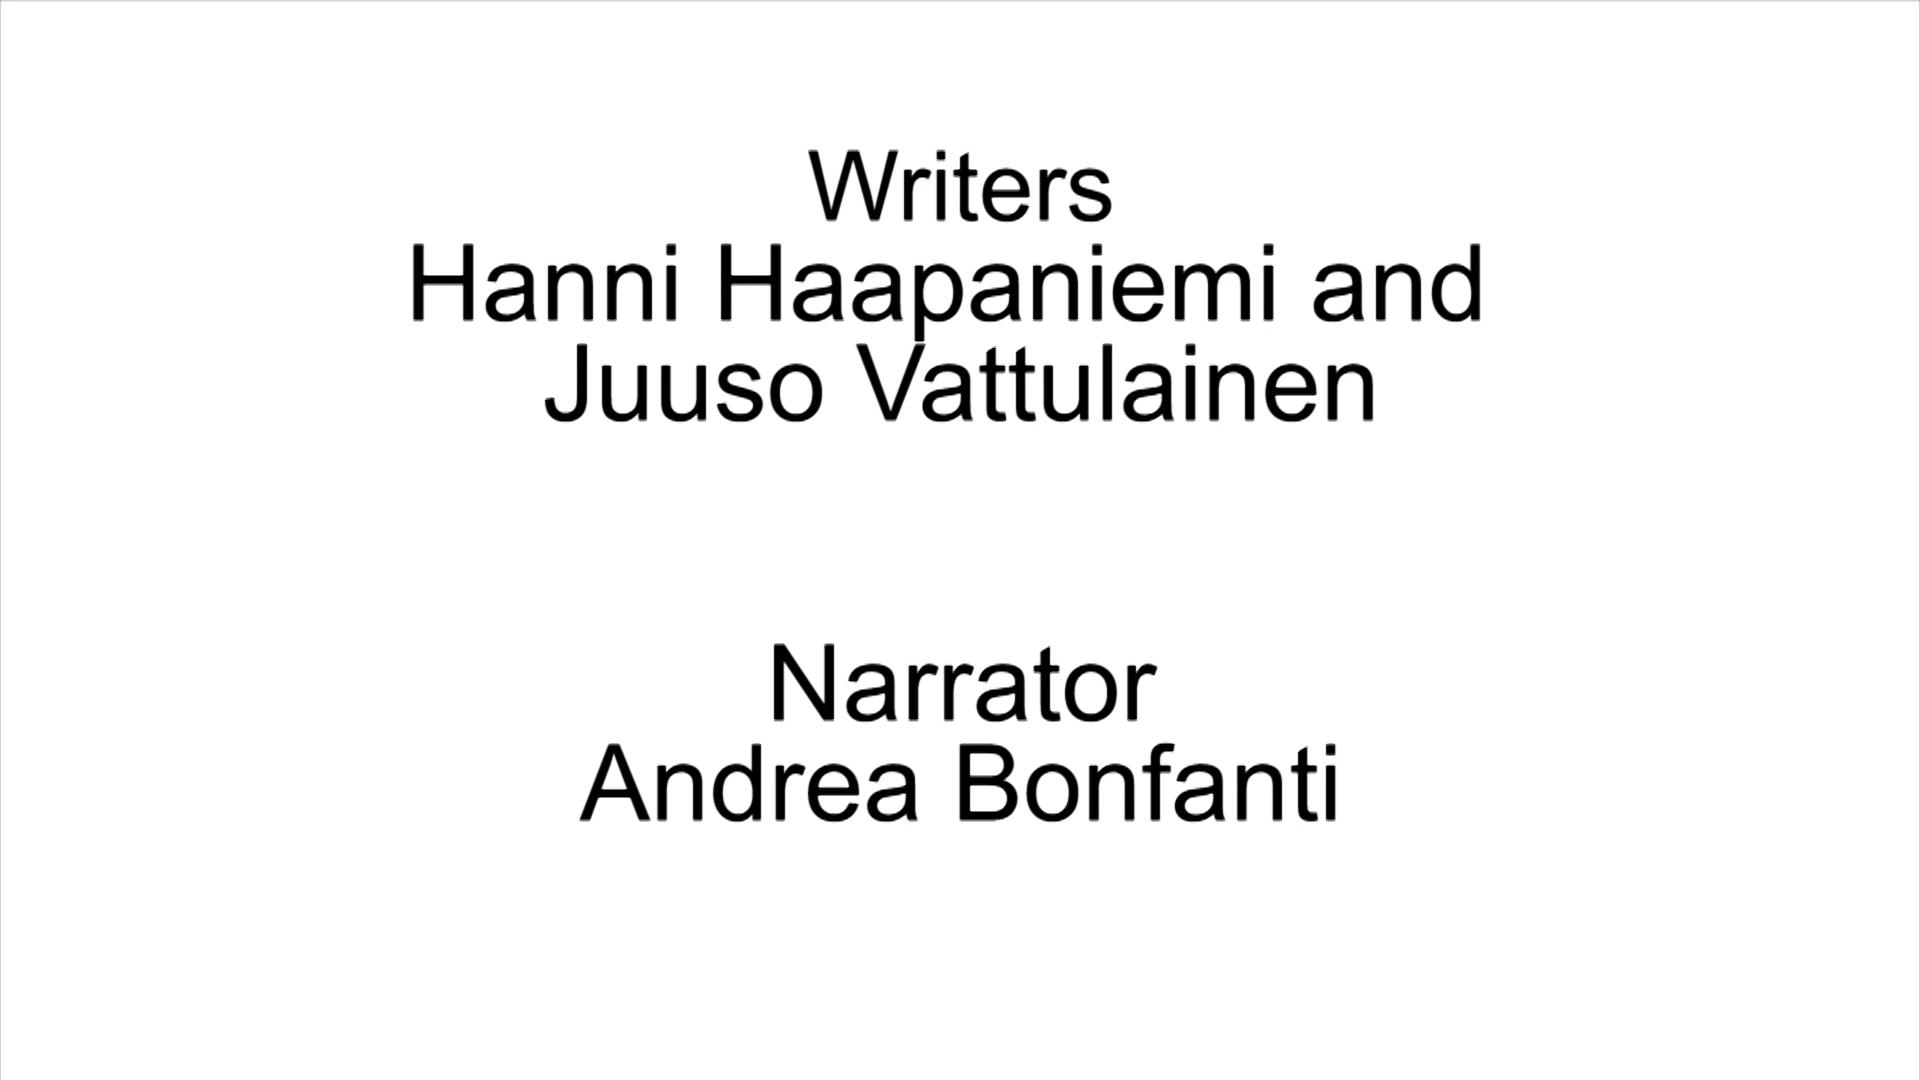 Writers
Hanni Haapaniemi and
Juuso Vattulainen
Narrator
Andrea Bonfanti